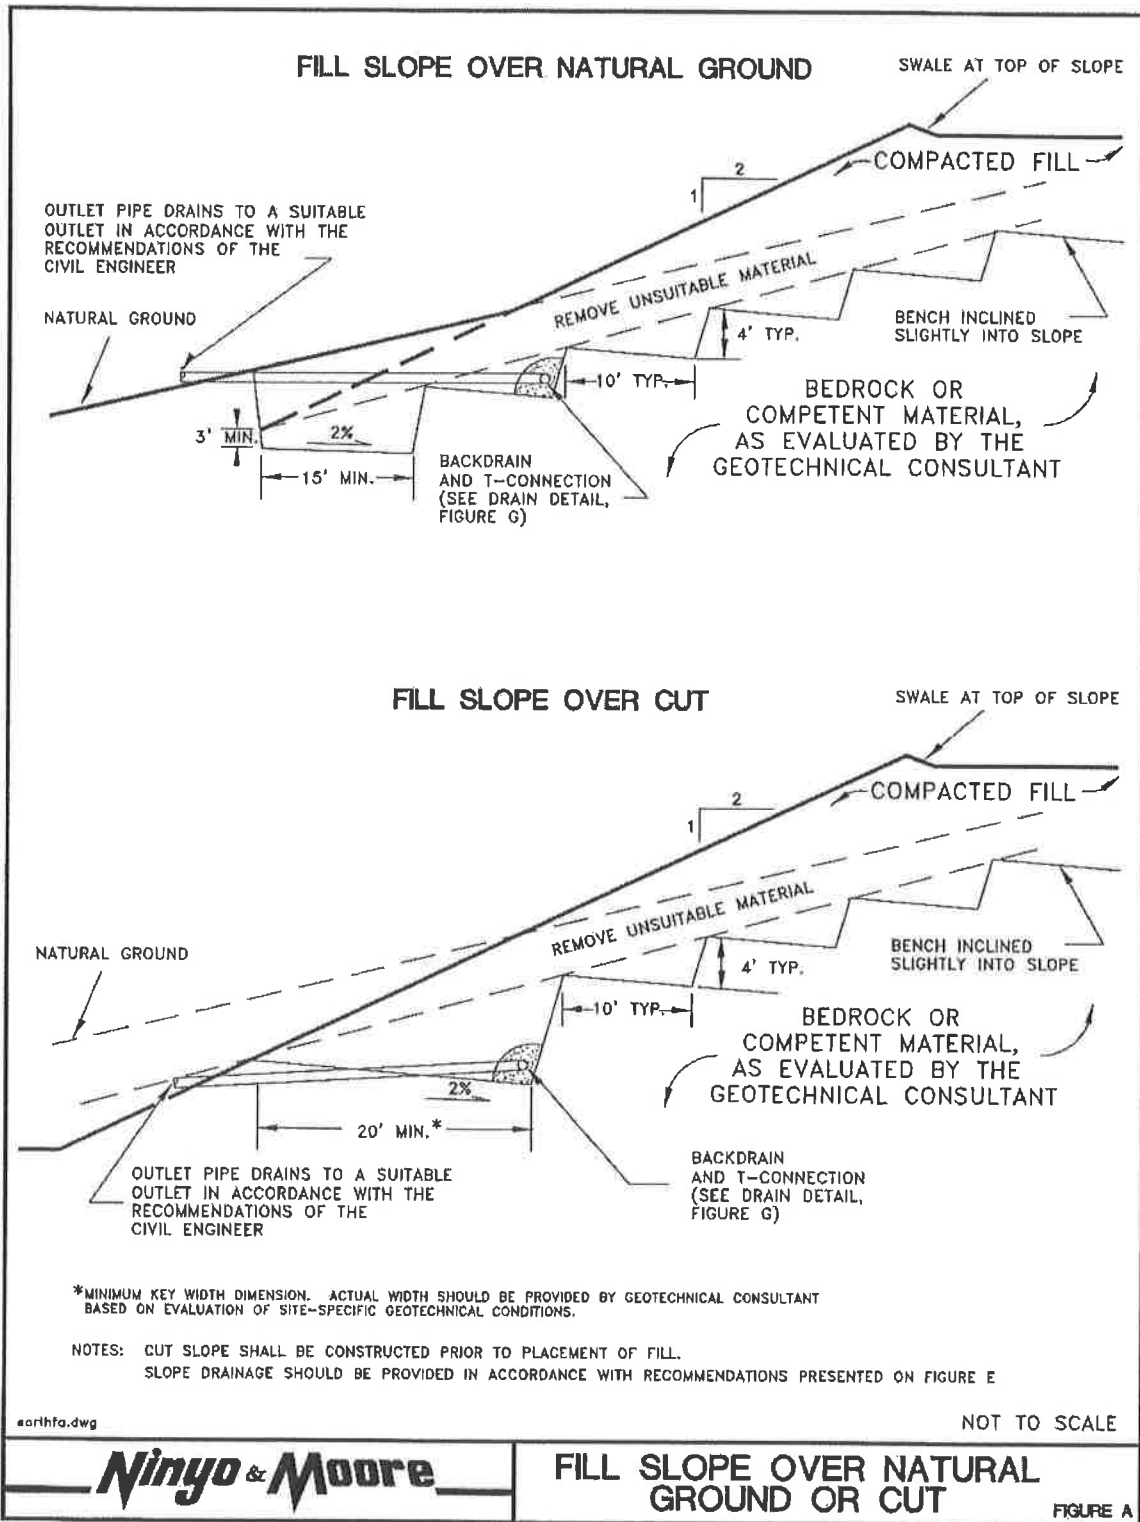 FILL SLOPE OVER NATURAL GROUND
SWALE AT TOP OF SLOPE
COMPACTED FILL
2
1
OUTLET PIPE DRAINS TO A SUITABLE
OUTLET IN ACCORDANCE WITH THE
RECOMMENDATIONS OF THE
CIVIL ENGINEER
REMOVE UNSUITABLE MATERIAL
NATURAL GROUND
4' TYP.
BENCH INCLINED
SLIGHTLY INTO SLOPE
10' TYP.
BEDROCK OR
COMPETENT MATERIAL,
AS EVALUATED BY THE
GEOTECHNICAL CONSULTANT
3' MIN.
2%
15' MIN.
BACKDRAIN
AND T-CONNECTION
(SEE DRAIN DETAIL,
FIGURE G)
FILL SLOPE OVER CUT
SWALE AT TOP OF SLOPE
COMPACTED FILL
2
1
REMOVE UNSUITABLE MATERIAL
NATURAL GROUND
4' TYP.
BENCH INCLINED
SLIGHTLY INTO SLOPE
10' TYP.
BEDROCK OR
COMPETENT MATERIAL,
AS EVALUATED BY THE
GEOTECHNICAL CONSULTANT
2%
20' MIN.*
OUTLET PIPE DRAINS TO A SUITABLE
OUTLET IN ACCORDANCE WITH THE
RECOMMENDATIONS OF THE
CIVIL ENGINEER
BACKDRAIN
AND T-CONNECTION
(SEE DRAIN DETAIL,
FIGURE G)
*MINIMUM KEY WIDTH DIMENSION. ACTUAL WIDTH SHOULD BE PROVIDED BY GEOTECHNICAL CONSULTANT
BASED ON EVALUATION OF SITE-SPECIFIC GEOTECHNICAL CONDITIONS.
NOTES: CUT SLOPE SHALL BE CONSTRUCTED PRIOR TO PLACEMENT OF FILL.
SLOPE DRAINAGE SHOULD BE PROVIDED IN ACCORDANCE WITH RECOMMENDATIONS PRESENTED ON FIGURE E
earthfa.dwg
NOT TO SCALE
Ninyo & Moore
FILL SLOPE OVER NATURAL
GROUND OR CUT
FIGURE A